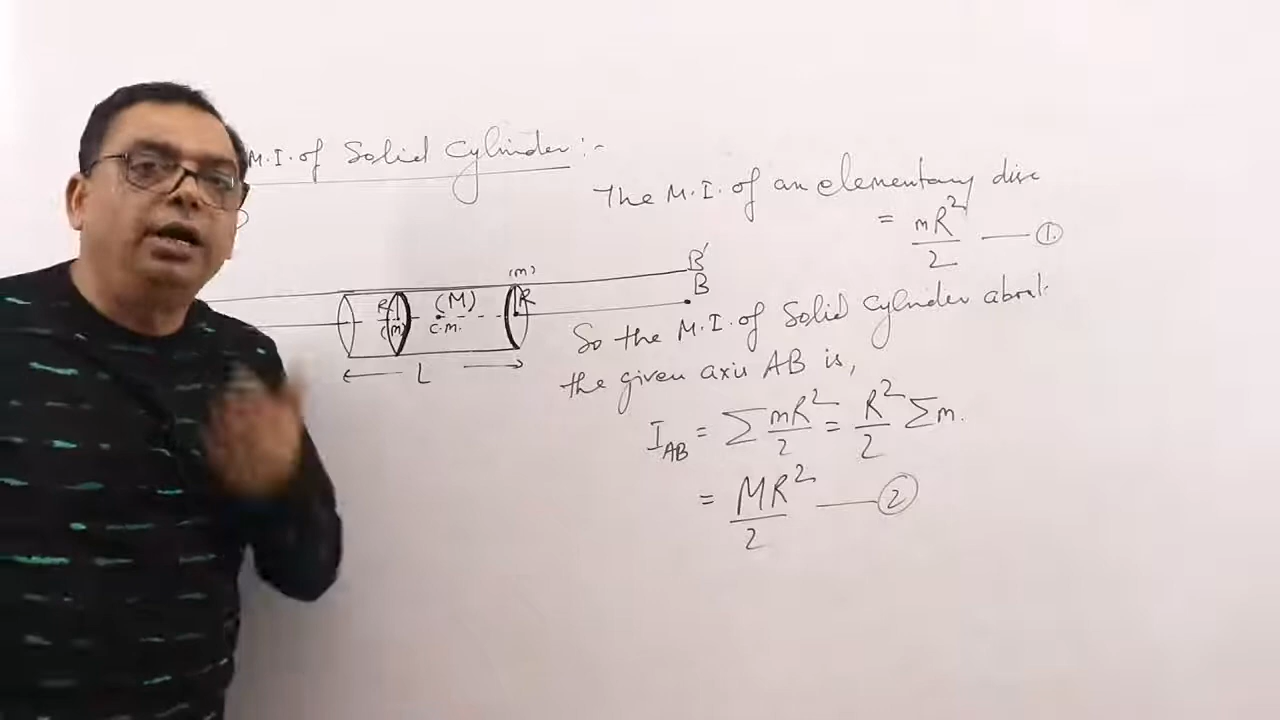 M.I. of Solid Cylinder :-
The M.I. of an elementary disc
= mR²/2 — ①
B'
B
(m)
R (M) R
(m) C.M.
L
So the M.I. of Solid Cylinder about
the given axis AB is,
I_AB = Σ mR²/2 = R²/2 Σm.
= MR²/2 — ②